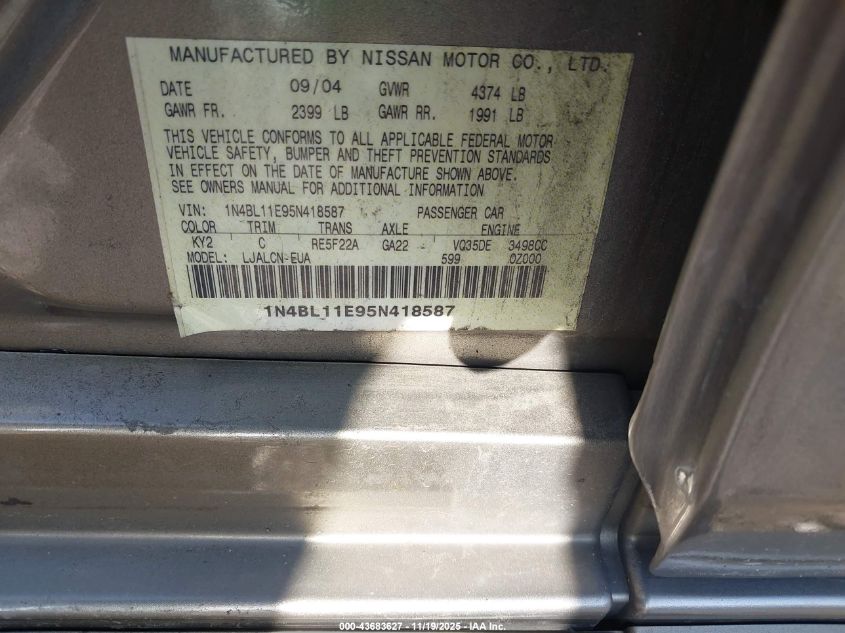 MANUFACTURED BY NISSAN MOTOR CO., LTD.
DATE 09/04 GVWR 4374 LB
GAWR FR. 2399 LB GAWR RR. 1991 LB
THIS VEHICLE CONFORMS TO ALL APPLICABLE FEDERAL MOTOR
VEHICLE SAFETY, BUMPER AND THEFT PREVENTION STANDARDS
IN EFFECT ON THE DATE OF MANUFACTURE SHOWN ABOVE.
SEE OWNERS MANUAL FOR ADDITIONAL INFORMATION
VIN: 1N4BL11E95N418587 PASSENGER CAR
COLOR TRIM TRANS AXLE ENGINE
KY2 C RE5F22A GA22 VQ35DE 3498CC
MODEL: LJALCN-EUA 599 0Z000
1N4BL11E95N418587
000-43683627 - 11/19/2025 - IAA Inc.